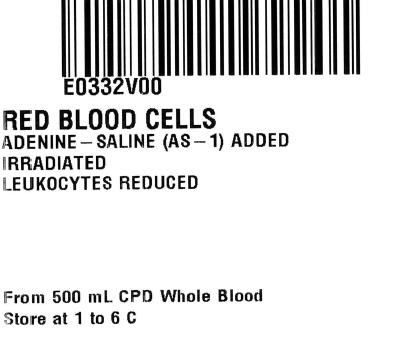 E0332V00
RED BLOOD CELLS
ADENINE–SALINE (AS–1) ADDED
IRRADIATED
LEUKOCYTES REDUCED
From 500 mL CPD Whole Blood
Store at 1 to 6 C